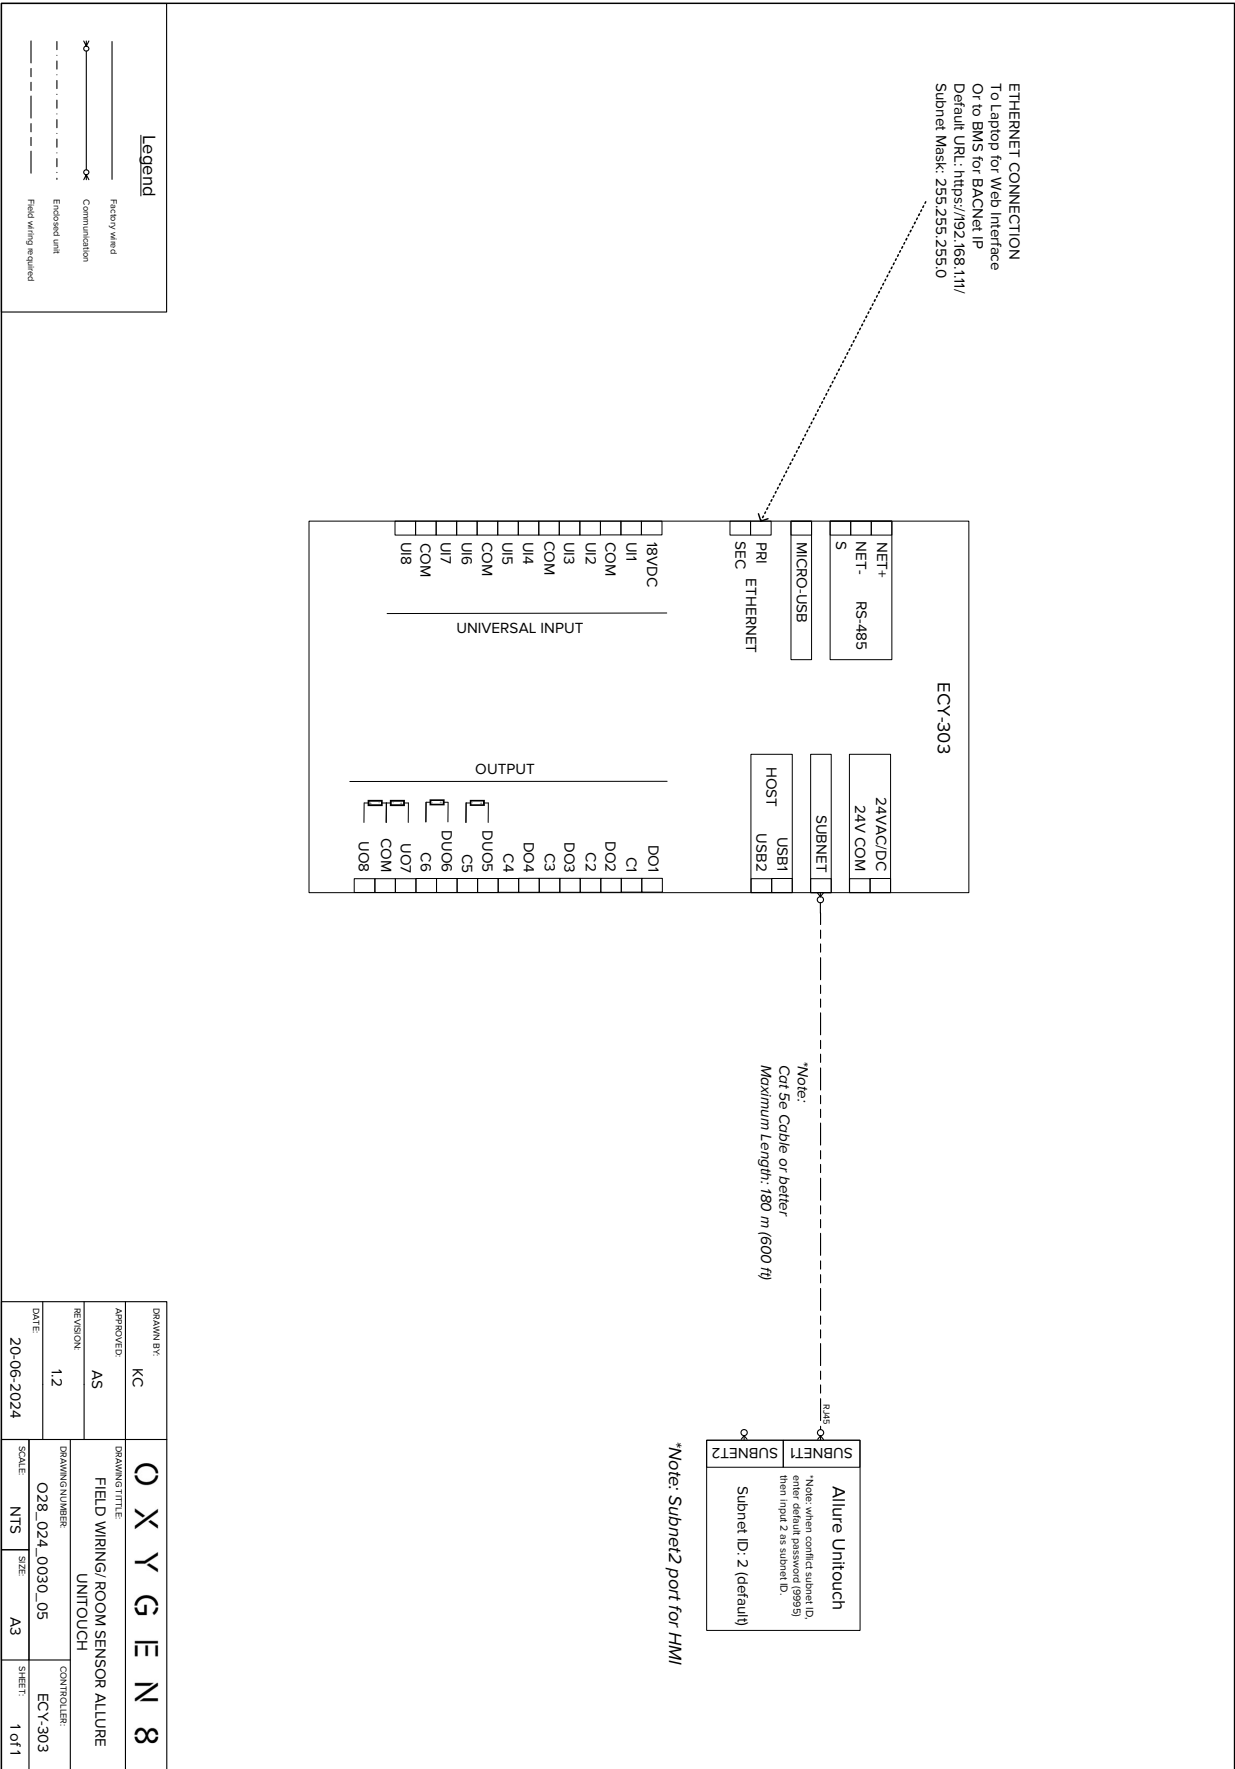 ETHERNET CONNECTION
To Laptop for Web Interface
Or to BMS for BACNet IP
Default URL: https://192.168.1.11/
Subnet Mask: 255.255.255.0
ECY-303
NET+
NET-
S
RS-485
MICRO-USB
PRI
SEC
ETHERNET
18VDC
UI1
COM
UI2
UI3
COM
UI4
UI5
COM
UI6
UI7
COM
UI8
UNIVERSAL INPUT
24VAC/DC
24V COM
SUBNET
HOST
USB1
USB2
OUTPUT
DO1
C1
DO2
C2
DO3
C3
DO4
C4
DUO5
C5
DUO6
C6
UO7
COM
UO8
*Note:
Cat 5e Cable or better
Maximum Length: 180 m (600 ft)
RJ45
SUBNET1
SUBNET2
Allure Unitouch
*Note: when conflict subnet ID,
enter default password (9995)
then input 2 as subnet ID.
Subnet ID: 2 (default)
*Note: Subnet2 port for HMI
Legend
Factory wired
Communication
Enclosed unit
Field wiring required
DRAWN BY:
KC
APPROVED:
AS
REVISION:
1.2
DATE:
20-06-2024
OXYGEN8
DRAWING TITTLE:
FIELD WIRING/ ROOM SENSOR ALLURE
UNITOUCH
DRAWING NUMBER:
O28_024_0030_05
CONTROLLER:
ECY-303
SCALE:
NTS
SIZE:
A3
SHEET:
1 of 1